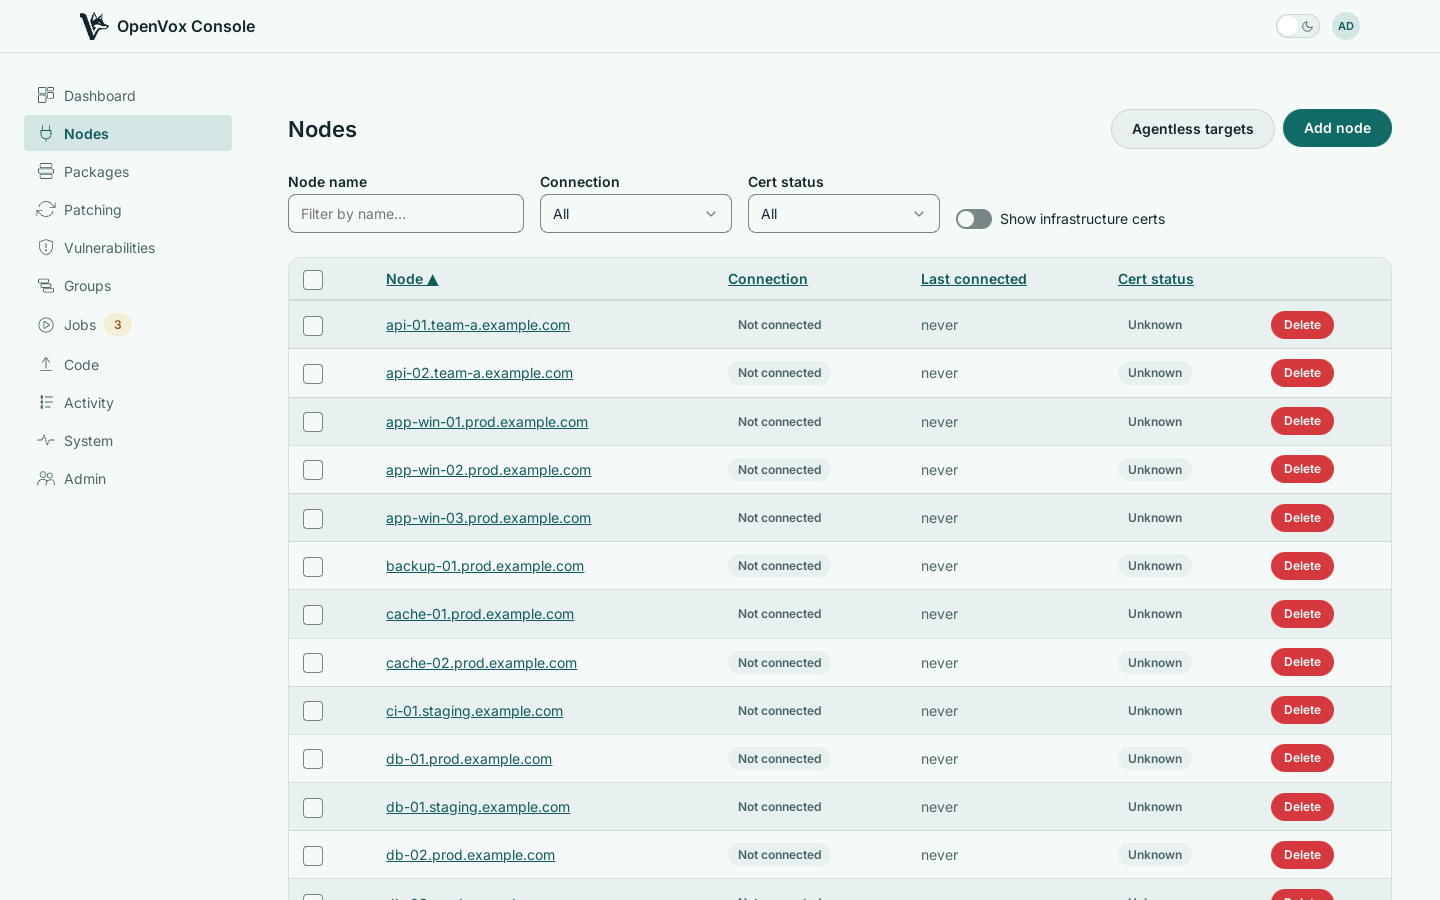 OpenVox Console
AD
Dashboard
Nodes
Packages
Patching
Vulnerabilities
Groups
Jobs 3
Code
Activity
System
Admin
Nodes
Agentless targets
Add node
Node name
Connection
Cert status
Filter by name...
All
All
Show infrastructure certs
Node ▲ Connection Last connected Cert status
api-01.team-a.example.com Not connected never Unknown Delete
api-02.team-a.example.com Not connected never Unknown Delete
app-win-01.prod.example.com Not connected never Unknown Delete
app-win-02.prod.example.com Not connected never Unknown Delete
app-win-03.prod.example.com Not connected never Unknown Delete
backup-01.prod.example.com Not connected never Unknown Delete
cache-01.prod.example.com Not connected never Unknown Delete
cache-02.prod.example.com Not connected never Unknown Delete
ci-01.staging.example.com Not connected never Unknown Delete
db-01.prod.example.com Not connected never Unknown Delete
db-01.staging.example.com Not connected never Unknown Delete
db-02.prod.example.com Not connected never Unknown Delete